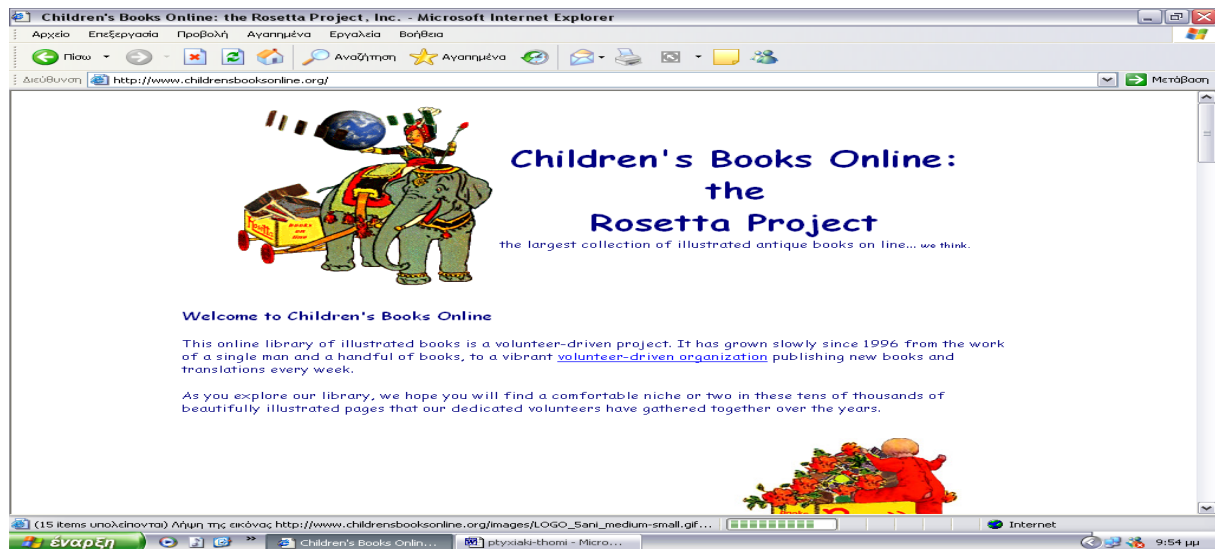 Children's Books Online: the Rosetta Project, Inc. - Microsoft Internet Explorer
Αρχείο Επεξεργασία Προβολή Αγαπημένα Εργαλεία Βοήθεια
Πίσω Αναζήτηση Αγαπημένα
Διεύθυνση http://www.childrensbooksonline.org/ Μετάβαση
Children's Books Online:
the
Rosetta Project
the largest collection of illustrated antique books on line... we think.
Rosetta books on line
Welcome to Children's Books Online
This online library of illustrated books is a volunteer-driven project. It has grown slowly since 1996 from the work
of a single man and a handful of books, to a vibrant volunteer-driven organization publishing new books and
translations every week.
As you explore our library, we hope you will find a comfortable niche or two in these tens of thousands of
beautifully illustrated pages that our dedicated volunteers have gathered together over the years.
(15 items υπολείπονται) Λήψη της εικόνας http://www.childrensbooksonline.org/images/LOGO_Sani_medium-small.gif... Internet
έναρξη » Children's Books Onlin... ptyxiaki-thomi - Micro... 9:54 μμ